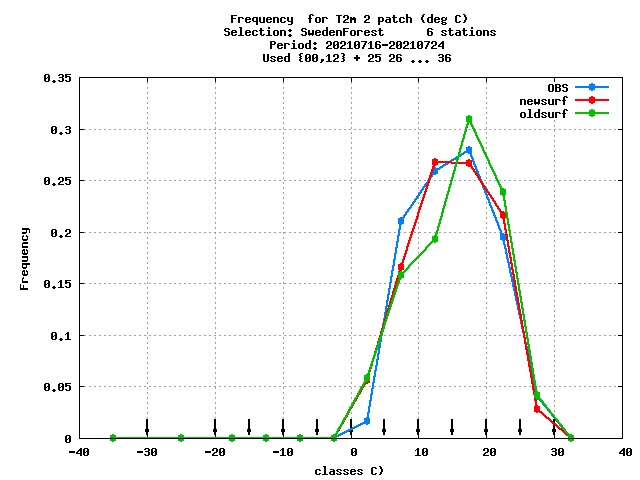 Frequency  for T2m 2 patch (deg C)
Selection: SwedenForest      6 stations
Period: 20210716-20210724
Used {00,12} + 25 26 ... 36
OBS
newsurf
oldsurf
0.35
0.3
0.25
0.2
0.15
0.1
0.05
0
Frequency
-40 -30 -20 -10 0 10 20 30 40
classes C)